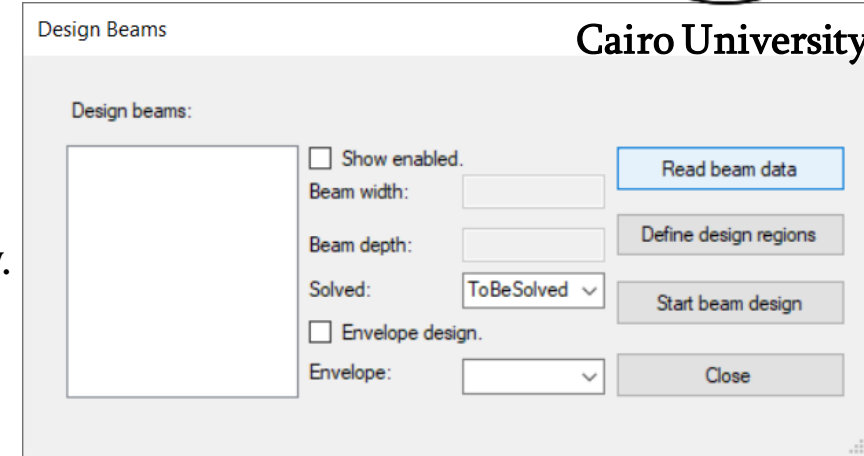 Design Beams
Cairo University
Design beams:
Show enabled.
Read beam data
Beam width:
Define design regions
Beam depth:
Solved:
ToBeSolved
Start beam design
Envelope design.
Envelope:
Close